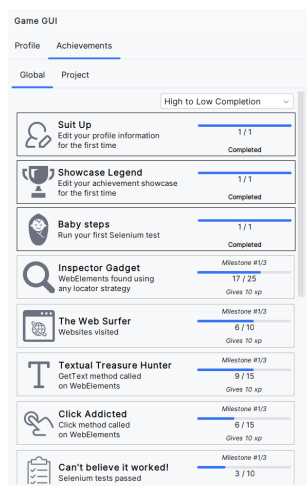 Game GUI
Profile Achievements
Global Project
High to Low Completion
Suit Up
Edit your profile information
for the first time
1 / 1
Completed
Showcase Legend
Edit your achievement showcase
for the first time
1 / 1
Completed
Baby steps
Run your first Selenium test
1 / 1
Completed
Inspector Gadget
WebElements found using
any locator strategy
Milestone #1/3
17 / 25
Gives 10 xp
The Web Surfer
Websites visited
Milestone #1/3
6 / 10
Gives 10 xp
Textual Treasure Hunter
GetText method called
on WebElements
Milestone #1/3
9 / 15
Gives 10 xp
Click Addicted
Click method called
on WebElements
Milestone #1/3
6 / 15
Gives 10 xp
Can't believe it worked!
Selenium tests passed
Milestone #1/3
3 / 10